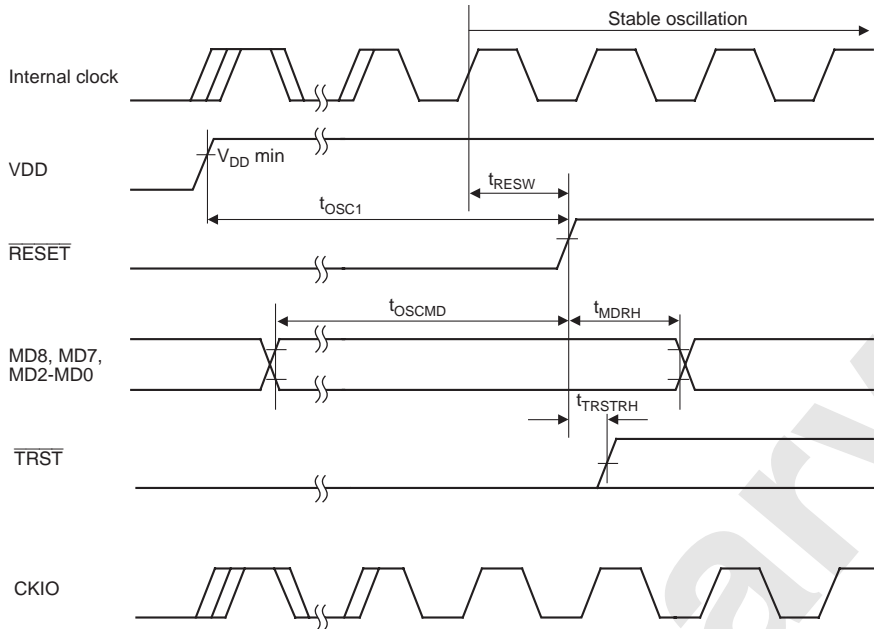 Stable oscillation
Internal clock
VDD
VDD min
tRESW
tOSC1
RESET
tOSCMD
tMDRH
MD8, MD7,
MD2-MD0
tTRSTRH
TRST
CKIO